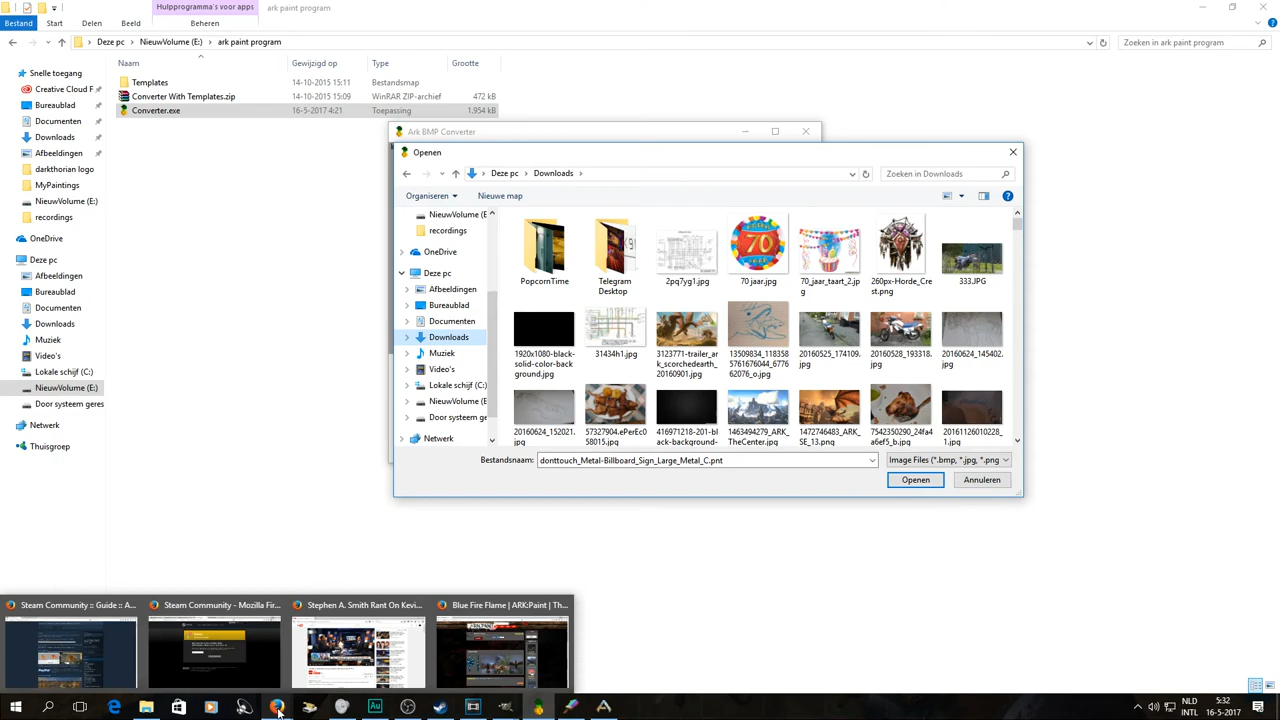 Hulpprogramma's voor apps
ark paint program
Bestand
Start
Delen
Beeld
Beheren
Deze pc
NieuwVolume (E:)
ark paint program
Zoeken in ark paint program
Naam
Gewijzigd op
Type
Grootte
Snelle toegang
Creative Cloud F
Bureaublad
Documenten
Downloads
Afbeeldingen
darkthorian logo
MyPaintings
NieuwVolume (E:)
recordings
OneDrive
Deze pc
Afbeeldingen
Bureaublad
Documenten
Downloads
Muziek
Video's
Lokale schijf (C:)
NieuwVolume (E:)
Door systeem geres
Netwerk
Thuisgroep
Templates
14-10-2015 15:11
Bestandsmap
Converter With Templates.zip
14-10-2015 15:09
WinRAR ZIP-archief
472 kB
Converter.exe
16-5-2017 4:21
Toepassing
1.954 kB
Ark BMP Converter
Openen
Deze pc
Downloads
Zoeken in Downloads
Organiseren
Nieuwe map
NieuwVolume (E
recordings
OneDrive
Deze pc
Afbeeldingen
Bureaublad
Documenten
Downloads
Muziek
Video's
Lokale schijf (C:)
NieuwVolume (E:
Door systeem ge
Netwerk
PopcornTime
Telegram
Desktop
2pq7yg1.jpg
70 jaar.jpg
70_jaar_taart_2.jp
g
260px-Horde_Cre
st.png
333.JPG
1920x1080-black-
solid-color-back
ground.jpg
31434h1.jpg
3123771-trailer_a
rk_scorchedearth_
20160901.jpg
13509834_118358
5761676044_6776
62076_o.jpg
20160525_174109.
jpg
20160528_193318.
jpg
20160624_145402.
jpg
20160624_152021.
jpg
57327904.ePerEc0
058015.jpg
416971218-201-bl
ack-background-
1463494279_ARK_
TheCenter.jpg
1472746483_ARK_
SE_13.png
7542350290_24fa4
a6ef5_b.jpg
20161126010228_
1.jpg
Bestandsnaam:
donttouch_Metal-Billboard_Sign_Large_Metal_C.pnt
Image Files (*.bmp, *.jpg, *.png
Openen
Annuleren
Steam Community :: Guide :: A...
Steam Community - Mozilla Fir...
Stephen A. Smith Rant On Kevi...
Blue Fire Flame | ARK:Paint | Th...
NLD
INTL
5:32
16-5-2017